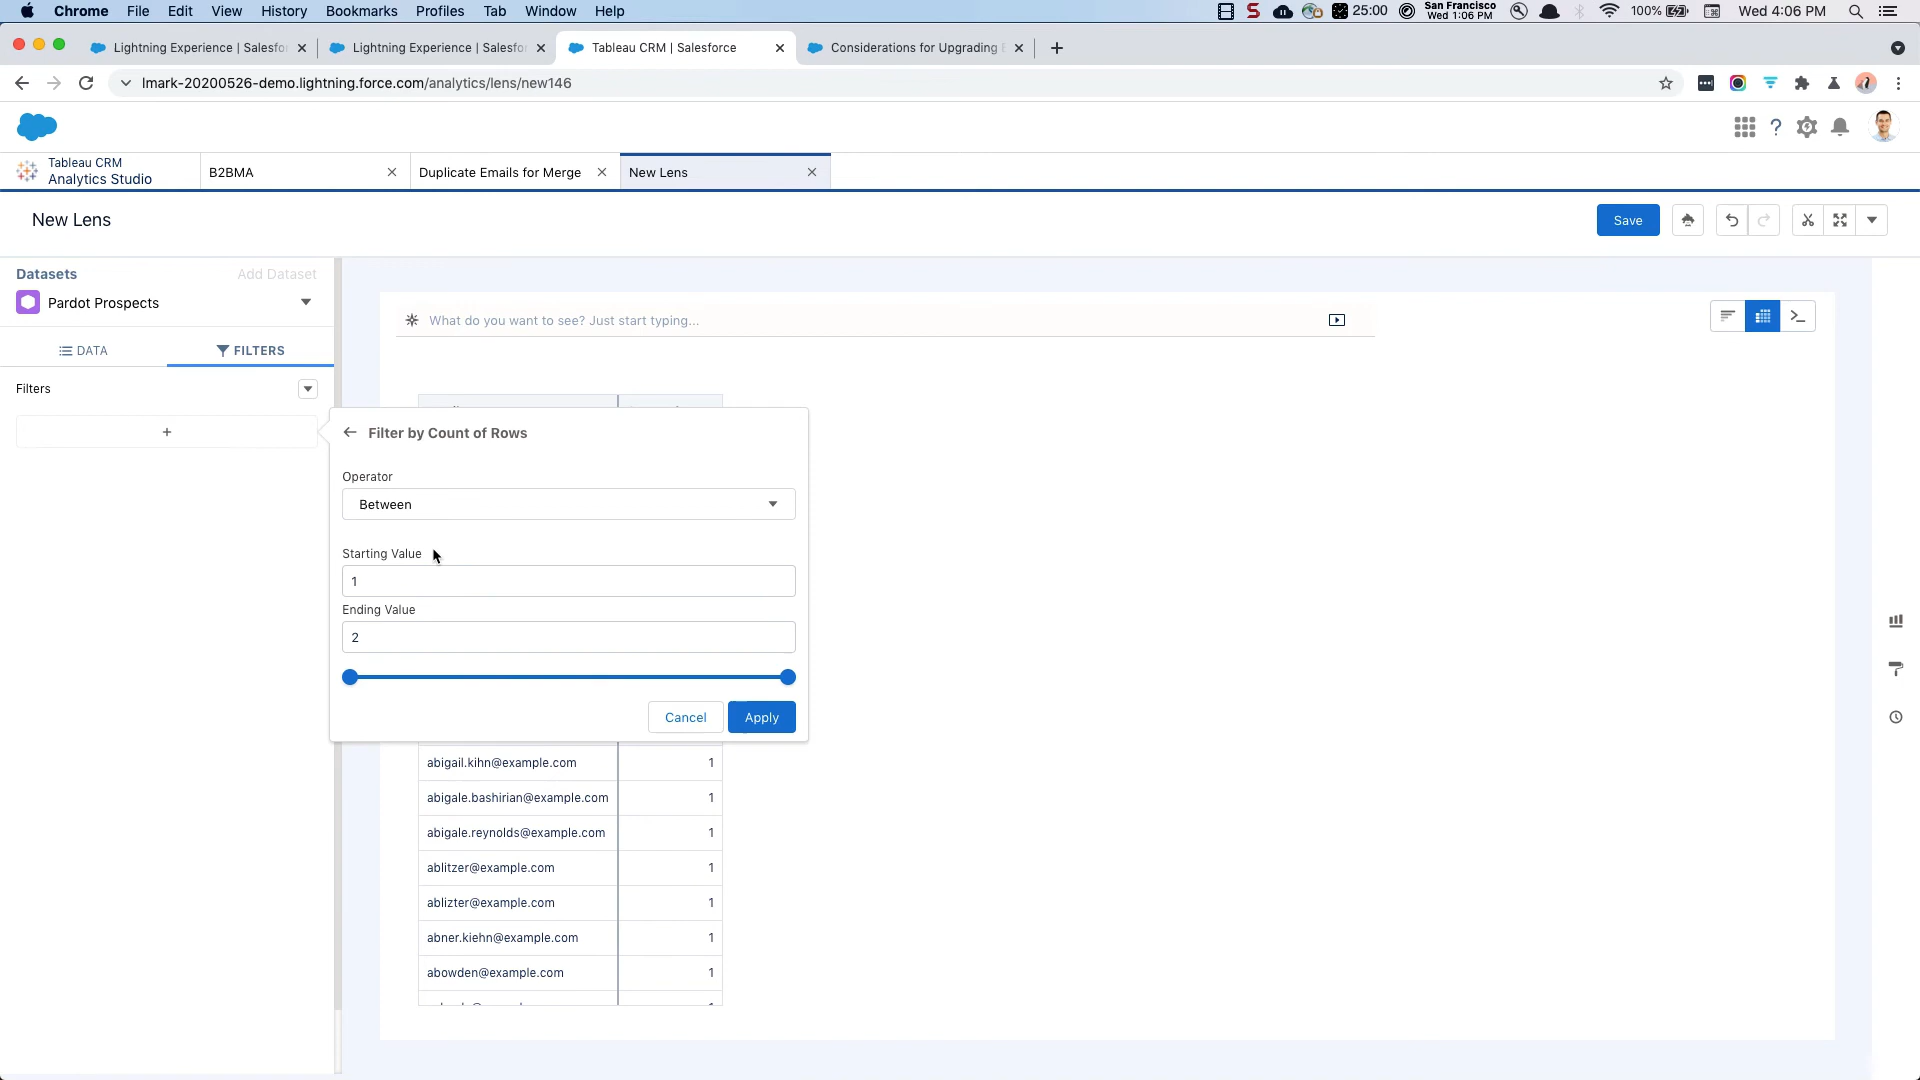 Chrome File Edit View History Bookmarks Profiles Tab Window Help
25:00 San Francisco Wed 1:06 PM 100% Wed 4:06 PM
Lightning Experience | Salesfo
Lightning Experience | Salesfo
Tableau CRM | Salesforce
Considerations for Upgrading
lmark-20200526-demo.lightning.force.com/analytics/lens/new146
Tableau CRM
Analytics Studio
B2BMA
Duplicate Emails for Merge
New Lens
New Lens
Save
Datasets
Add Dataset
Pardot Prospects
What do you want to see? Just start typing...
DATA
FILTERS
Filters
+
Filter by Count of Rows
Operator
Between
Starting Value
1
Ending Value
2
Cancel
Apply
abigail.kihn@example.com 1
abigale.bashirian@example.com 1
abigale.reynolds@example.com 1
ablitzer@example.com 1
ablizter@example.com 1
abner.kiehn@example.com 1
abowden@example.com 1